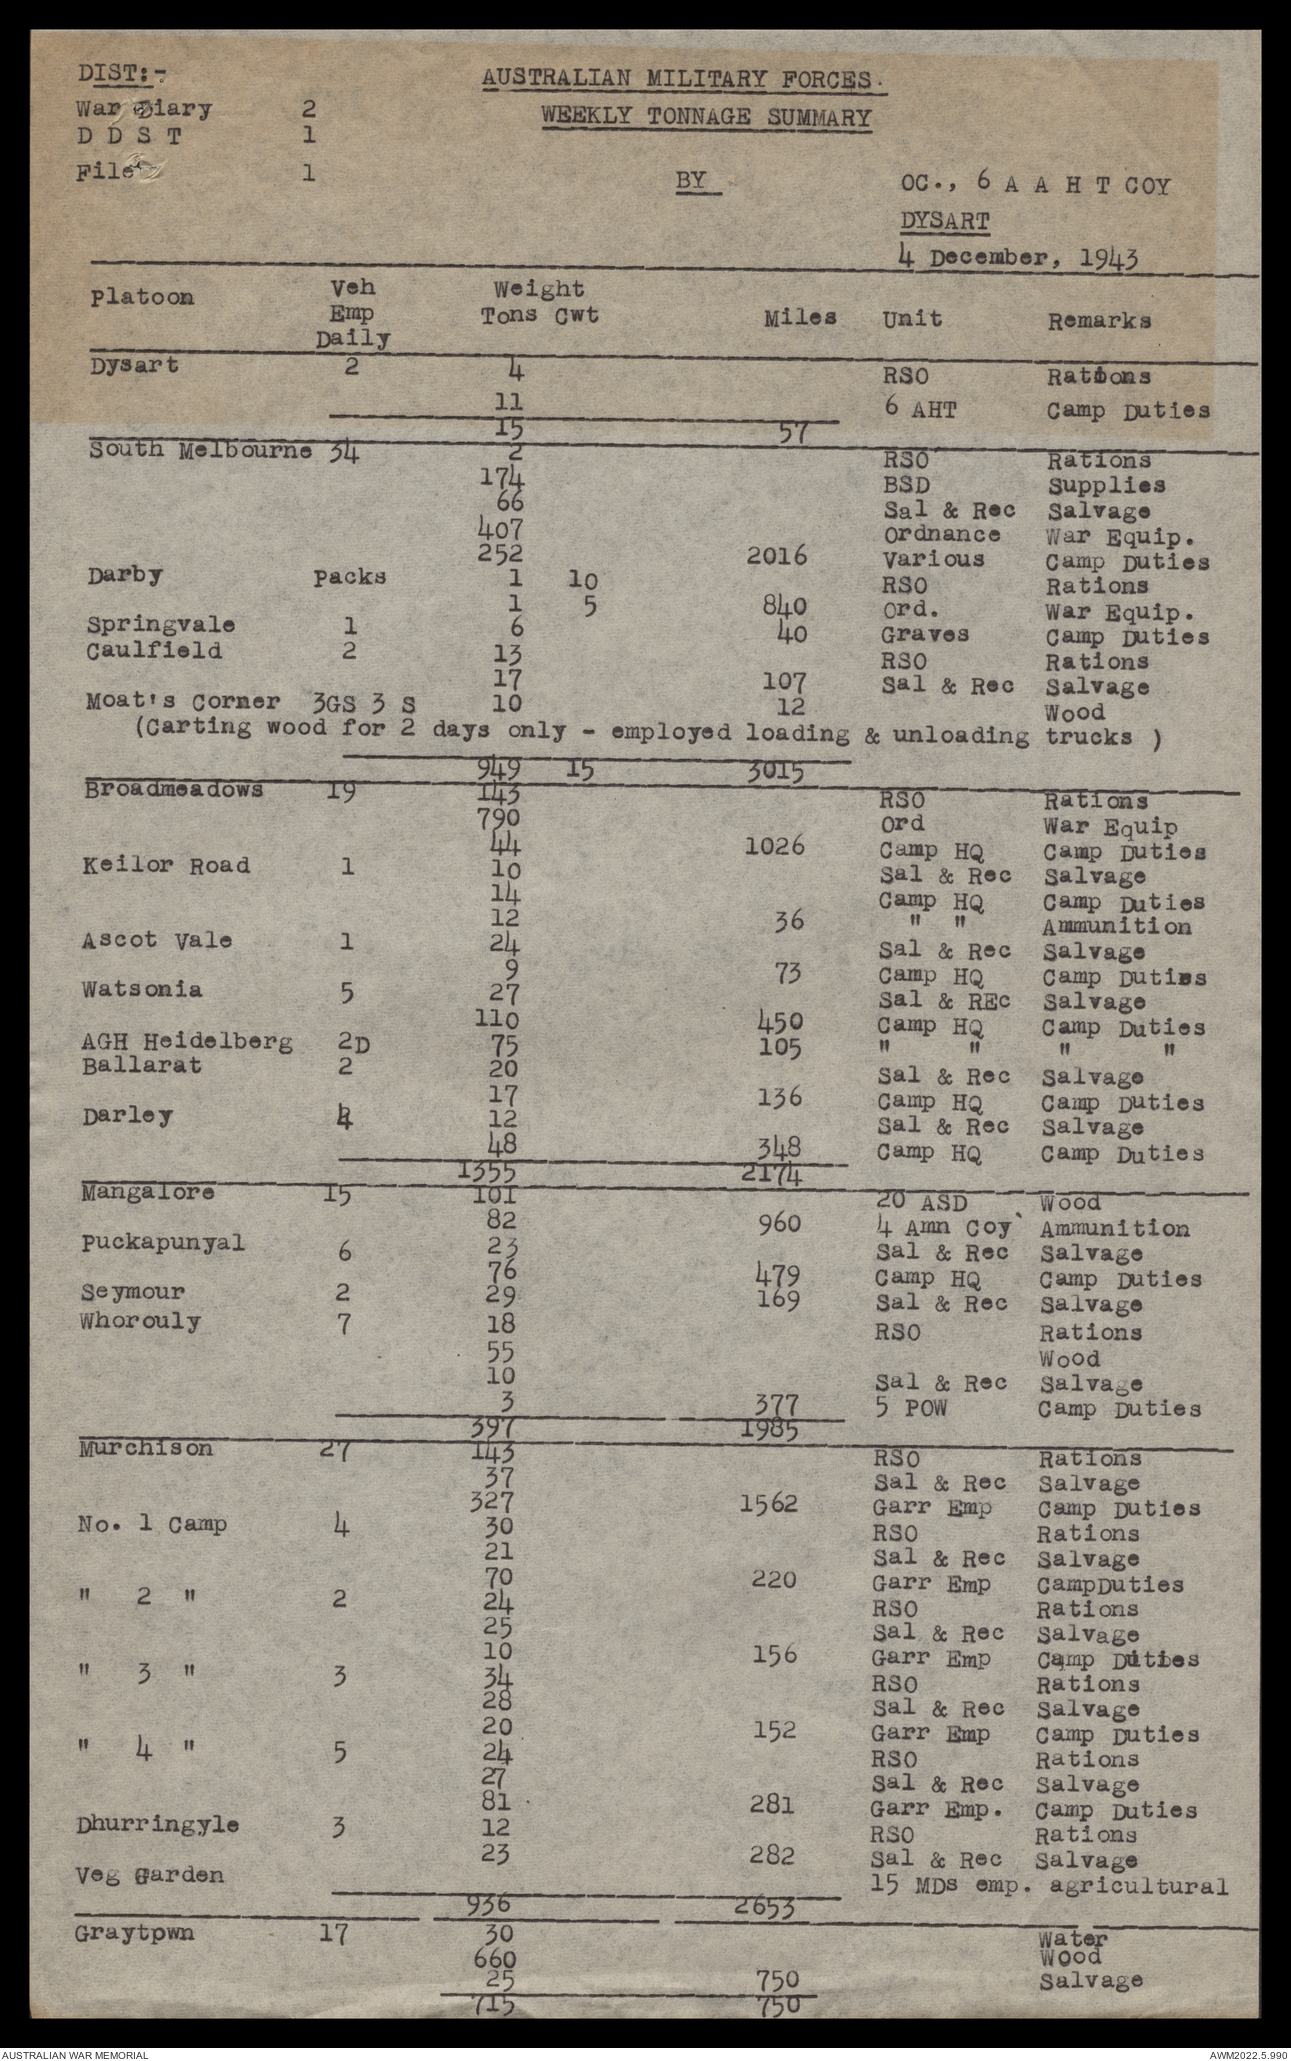 DIST:-
AUSTRALIAN MILITARY FORCES.
War Diary 2
WEEKLY TONNAGE SUMMARY
D D S T 1
File 1
BY
OC., 6 A A H T COY
DYSART
4 December, 1943
Platoon Veh Emp Daily Weight Tons Cwt Miles Unit Remarks
Dysart 2 4 RSO Rations
11 6 AHT Camp Duties
15 57
South Melbourne 34 2 RSO Rations
174 BSD Supplies
66 Sal & Rec Salvage
407 Ordnance War Equip.
252 2016 Various Camp Duties
Darby Packs 1 10 RSO Rations
1 5 840 Ord. War Equip.
Springvale 1 6 40 Graves Camp Duties
Caulfield 2 13 RSO Rations
17 107 Sal & Rec Salvage
Moat's Corner 3GS 3 S 10 12 Wood
(Carting wood for 2 days only - employed loading & unloading trucks )
949 15 3015
Broadmeadows 19 143 RSO Rations
790 Ord War Equip
44 1026 Camp HQ Camp Duties
Keilor Road 1 10 Sal & Rec Salvage
14 Camp HQ Camp Duties
12 36 " " Ammunition
Ascot Vale 1 24 Sal & Rec Salvage
9 73 Camp HQ Camp Duties
Watsonia 5 27 Sal & REc Salvage
110 450 Camp HQ Camp Duties
AGH Heidelberg 2D 75 105 " " " "
Ballarat 2 20 Sal & Rec Salvage
17 136 Camp HQ Camp Duties
Darley 12 Sal & Rec Salvage
48 348 Camp HQ Camp Duties
1355 2174
Mangalore 15 101 20 ASD Wood
82 960 4 Amn Coy Ammunition
Puckapunyal 6 23 Sal & Rec Salvage
76 479 Camp HQ Camp Duties
Seymour 2 29 169 Sal & Rec Salvage
Whorouly 7 18 RSO Rations
55 Wood
10 Sal & Rec Salvage
3 377 5 POW Camp Duties
397 1985
Murchison 27 143 RSO Rations
37 Sal & Rec Salvage
327 1562 Garr Emp Camp Duties
No. 1 Camp 4 30 RSO Rations
21 Sal & Rec Salvage
70 220 Garr Emp CampDuties
" 2 " 2 24 RSO Rations
25 Sal & Rec Salvage
10 156 Garr Emp Camp Duties
" 3 " 3 34 RSO Rations
28 Sal & Rec Salvage
20 152 Garr Emp Camp Duties
" 4 " 5 24 RSO Rations
27 Sal & Rec Salvage
81 281 Garr Emp. Camp Duties
Dhurringyle 3 12 RSO Rations
23 282 Sal & Rec Salvage
Veg Garden 15 MDs emp. agricultural
936 2653
Graytpwn 17 30 Water
660 Wood
25 750 Salvage
715 750
AUSTRALIAN WAR MEMORIAL AWM2022.5.990